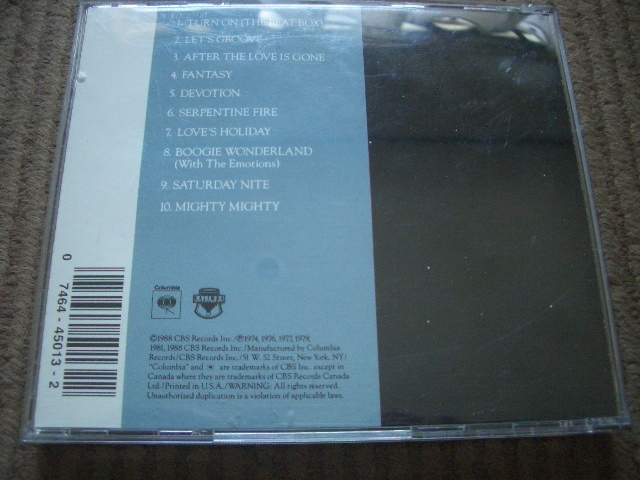 1. TURN ON (THE BEAT BOX)
2. LET'S GROOVE
3. AFTER THE LOVE IS GONE
4. FANTASY
5. DEVOTION
6. SERPENTINE FIRE
7. LOVE'S HOLIDAY
8. BOOGIE WONDERLAND
(With The Emotions)
9. SATURDAY NITE
10. MIGHTY MIGHTY
0 7464-45013-2
Columbia
©1988 CBS Records Inc./℗1974, 1976, 1977, 1979,
1981, 1988 CBS Records Inc./Manufactured by Columbia
Records/CBS Records Inc./51 W. 52 Street, New York, NY/
"Columbia" and are trademarks of CBS Inc. except in
Canada where they are trademarks of CBS Records Canada
Ltd./Printed in U.S.A./WARNING: All rights reserved.
Unauthorized duplication is a violation of applicable laws.